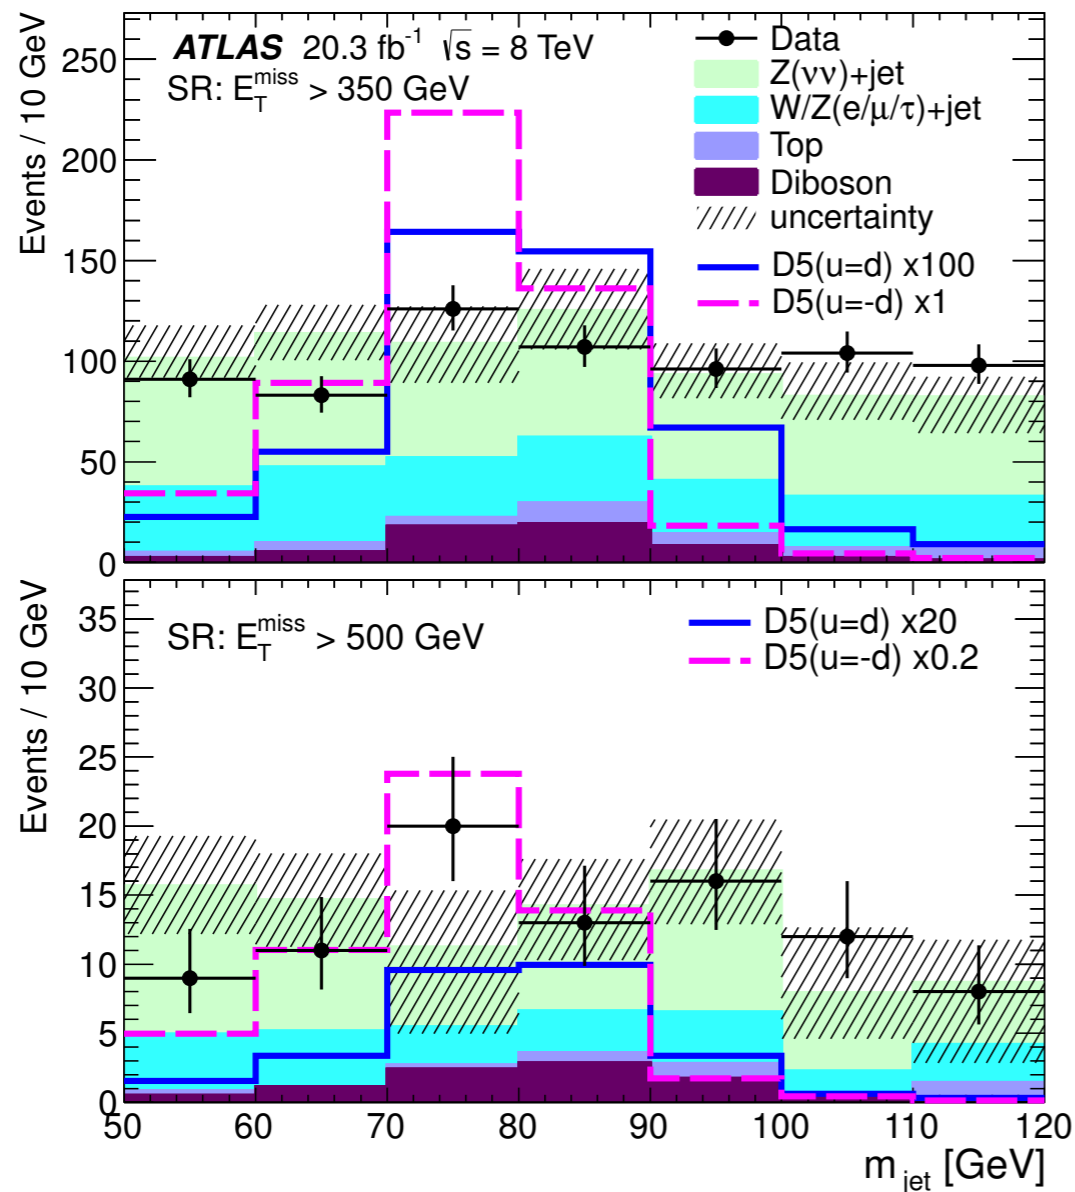 ATLAS 20.3 fb⁻¹ √s = 8 TeV
SR: E_T^miss > 350 GeV
Data
Z(νν)+jet
W/Z(e/μ/τ)+jet
Top
Diboson
uncertainty
D5(u=d) x100
D5(u=-d) x1
Events / 10 GeV
250
200
150
100
50
0
SR: E_T^miss > 500 GeV
D5(u=d) x20
D5(u=-d) x0.2
Events / 10 GeV
35
30
25
20
15
10
5
0
50 60 70 80 90 100 110 120
m_jet [GeV]